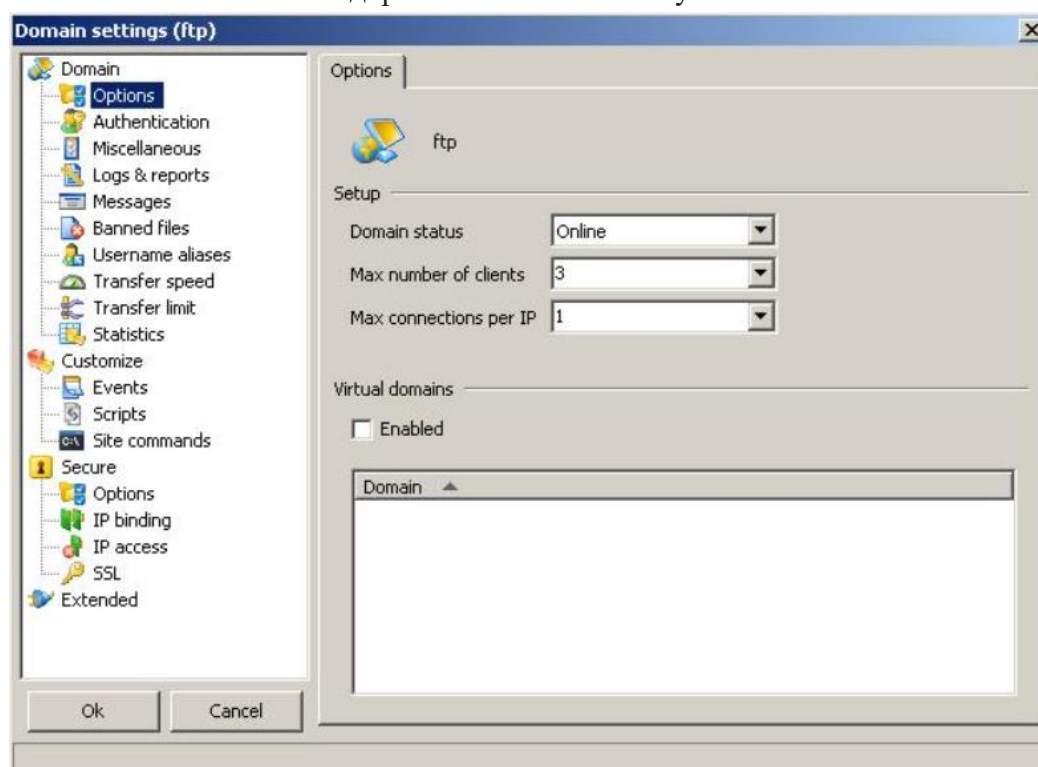 Domain settings (ftp)
Domain
Options
Authentication
Miscellaneous
Logs & reports
Messages
Banned files
Username aliases
Transfer speed
Transfer limit
Statistics
Customize
Events
Scripts
Site commands
Secure
Options
IP binding
IP access
SSL
Extended
Ok Cancel
Options
ftp
Setup
Domain status Online
Max number of clients 3
Max connections per IP 1
Virtual domains
Enabled
Domain